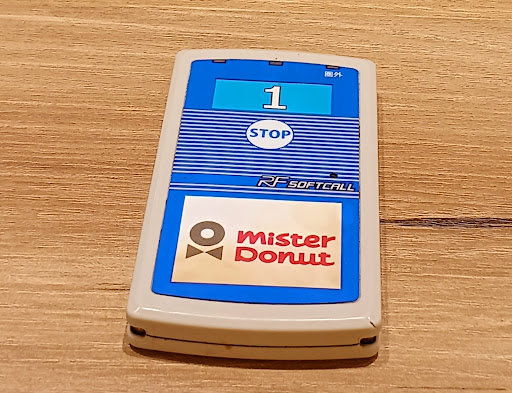 圏外
1
STOP
RF SOFTCALL
mister
Donut